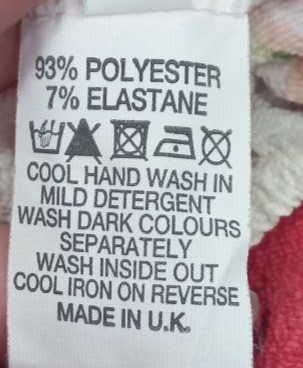 93% POLYESTER
7% ELASTANE
COOL HAND WASH IN
MILD DETERGENT
WASH DARK COLOURS
SEPARATELY
WASH INSIDE OUT
COOL IRON ON REVERSE
MADE IN U.K.